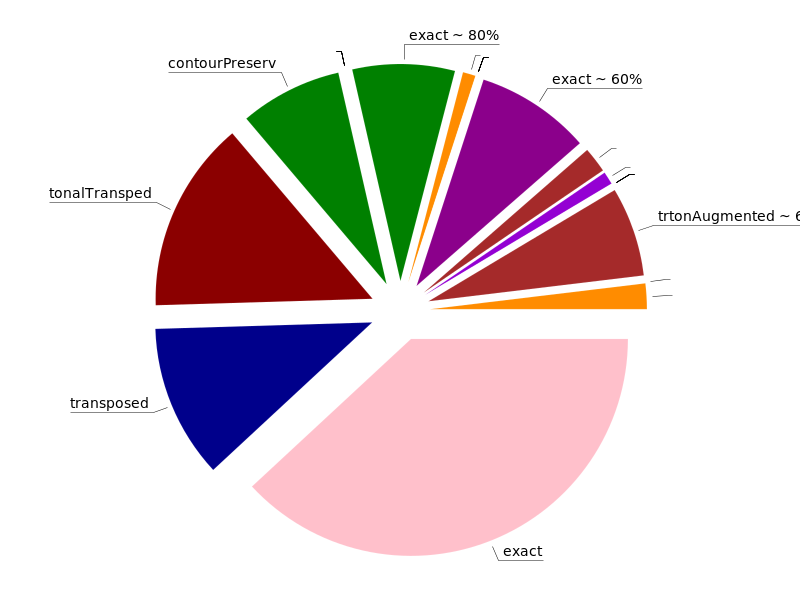 exact ~ 80%
contourPreserv
exact ~ 60%
tonalTransped
trtonAugmented ~ 6
transposed
exact